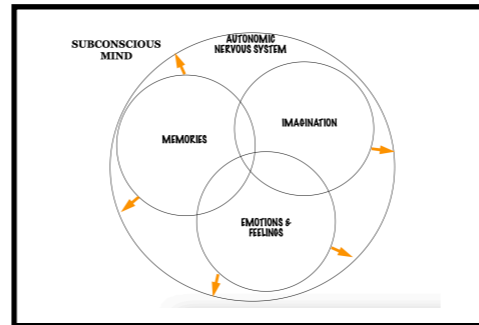 SUBCONSCIOUS
MIND
AUTONOMIC
NERVOUS SYSTEM
MEMORIES
IMAGINATION
EMOTIONS &
FEELINGS